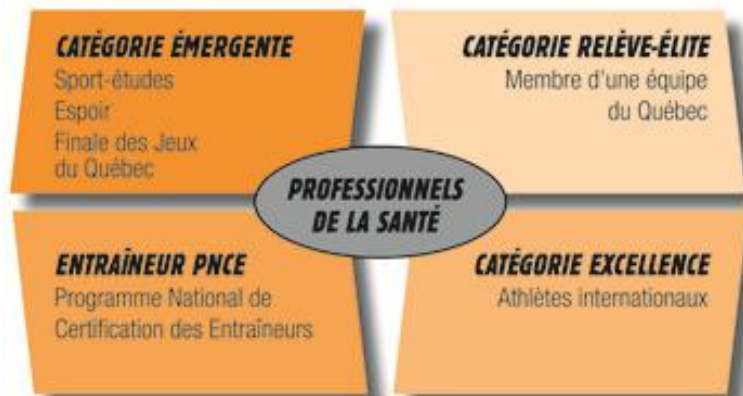 CATÉGORIE ÉMERGENTE
Sport-études
Espoir
Finale des Jeux
du Québec
CATÉGORIE RELÈVE-ÉLITE
Membre d'une équipe
du Québec
PROFESSIONNELS
DE LA SANTÉ
ENTRAÎNEUR PNCE
Programme National de
Certification des Entraîneurs
CATÉGORIE EXCELLENCE
Athlètes internationaux